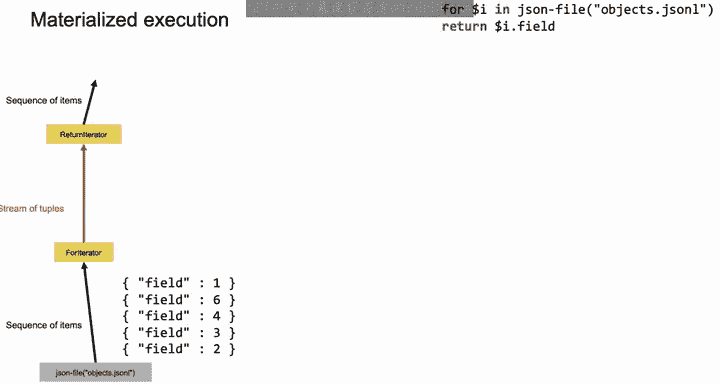 Materialized execution
for $i in json-file("objects.jsonl")
return $i.field
Sequence of items
ReturnIterator
Stream of tuples
ForIterator
{ "field" : 1 }
{ "field" : 6 }
{ "field" : 4 }
{ "field" : 3 }
{ "field" : 2 }
Sequence of items
json-file("objects.jsonl")